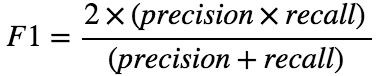 F1 = 2 × (precision × recall) / (precision + recall)